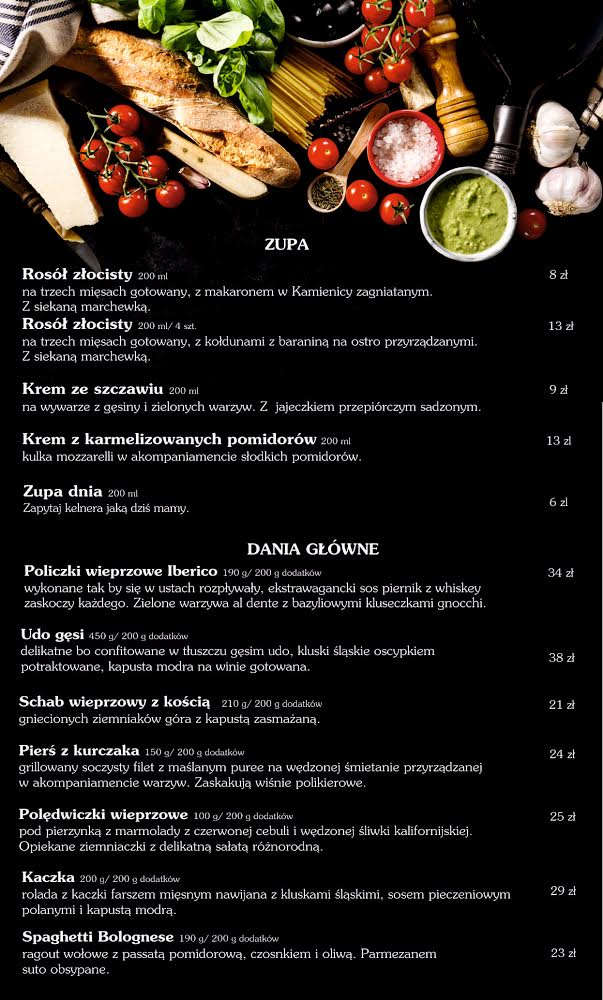 ZUPA
Rosół złocisty 200 ml 8 zł
na trzech mięsach gotowany, z makaronem w Kamienicy zagniatanym.
Z siekaną marchewką.
Rosół złocisty 200 ml/ 4 szt. 13 zł
na trzech mięsach gotowany, z kołdunami z baraniną na ostro przyrządzanymi.
Z siekaną marchewką.
Krem ze szczawiu 200 ml 9 zł
na wywarze z gęsiny i zielonych warzyw. Z jajeczkiem przepiórczym sadzonym.
Krem z karmelizowanych pomidorów 200 ml 13 zl
kulka mozzarelli w akompaniamencie słodkich pomidorów.
Zupa dnia 200 ml
Zapytaj kelnera jaką dziś mamy. 6 zl
DANIA GŁÓWNE
Policzki wieprzowe Iberico 190 g/ 200 g dodatków 34 zł
wykonane tak by się w ustach rozpływały, ekstrawagancki sos piernik z whiskey
zaskoczy każdego. Zielone warzywa al dente z bazyliowymi kluseczkami gnocchi.
Udo gęsi 450 g/ 200 g dodatków
delikatne bo confitowane w tłuszczu gęsim udo, kluski śląskie oscypkiem
potraktowane, kapusta modra na winie gotowana. 38 zł
Schab wieprzowy z kością 210 g/ 200 g dodatków 21 zł
gniecionych ziemniaków góra z kapustą zasmażaną.
Pierś z kurczaka 150 g/ 200 g dodatków 24 zł
grillowany soczysty filet z maślanym puree na wędzonej śmietanie przyrządzanej
w akompaniamencie warzyw. Zaskakują wiśnie polikierowe.
Polędwiczki wieprzowe 100 g/ 200 g dodatków 25 zł
pod pierzynką z marmolady z czerwonej cebuli i wędzonej śliwki kalifornijskiej.
Opiekane ziemniaczki z delikatną sałatą różnorodną.
Kaczka 200 g/ 200 g dodatków
rolada z kaczki farszem mięsnym nawijana z kluskami śląskimi, sosem pieczeniowym 29 zł
polanymi i kapustą modrą.
Spaghetti Bolognese 190 g/ 200 g dodatków
ragout wołowe z passatą pomidorową, czosnkiem i oliwą. Parmezanem 23 zł
suto obsypane.